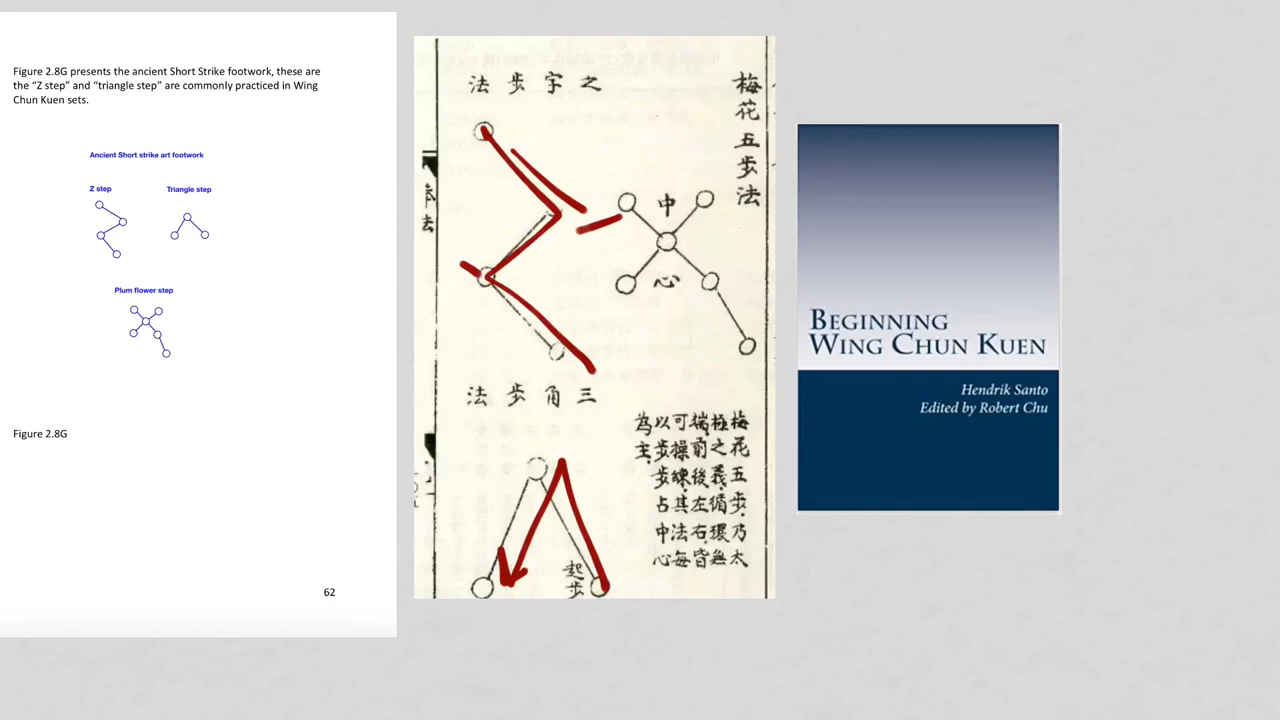 Figure 2.8G presents the ancient Short Strike footwork, these are
the “Z step” and “triangle step” are commonly practiced in Wing
Chun Kuen sets.
Ancient Short strike art footwork
Z step
Triangle step
Plum flower step
Figure 2.8G
62
梅花五步法
中
心
法步字之
法步角三
起步
梅花五步乃太
極之義循環無
端前後左右皆
可操練其法每
以步步占中心
為主
BEGINNING
WING CHUN KUEN
Hendrik Santo
Edited by Robert Chu